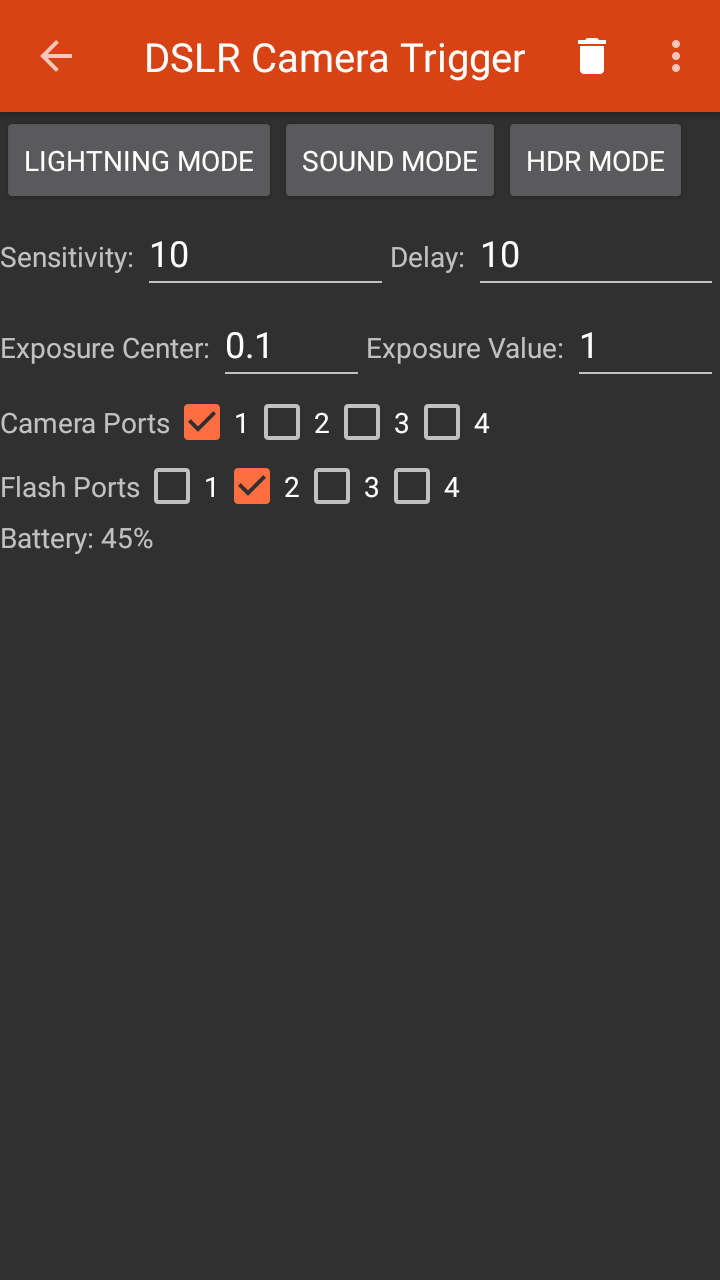 DSLR Camera Trigger
LIGHTNING MODE SOUND MODE HDR MODE
Sensitivity: 10 Delay: 10
Exposure Center: 0.1 Exposure Value: 1
Camera Ports 1 2 3 4
Flash Ports 1 2 3 4
Battery: 45%